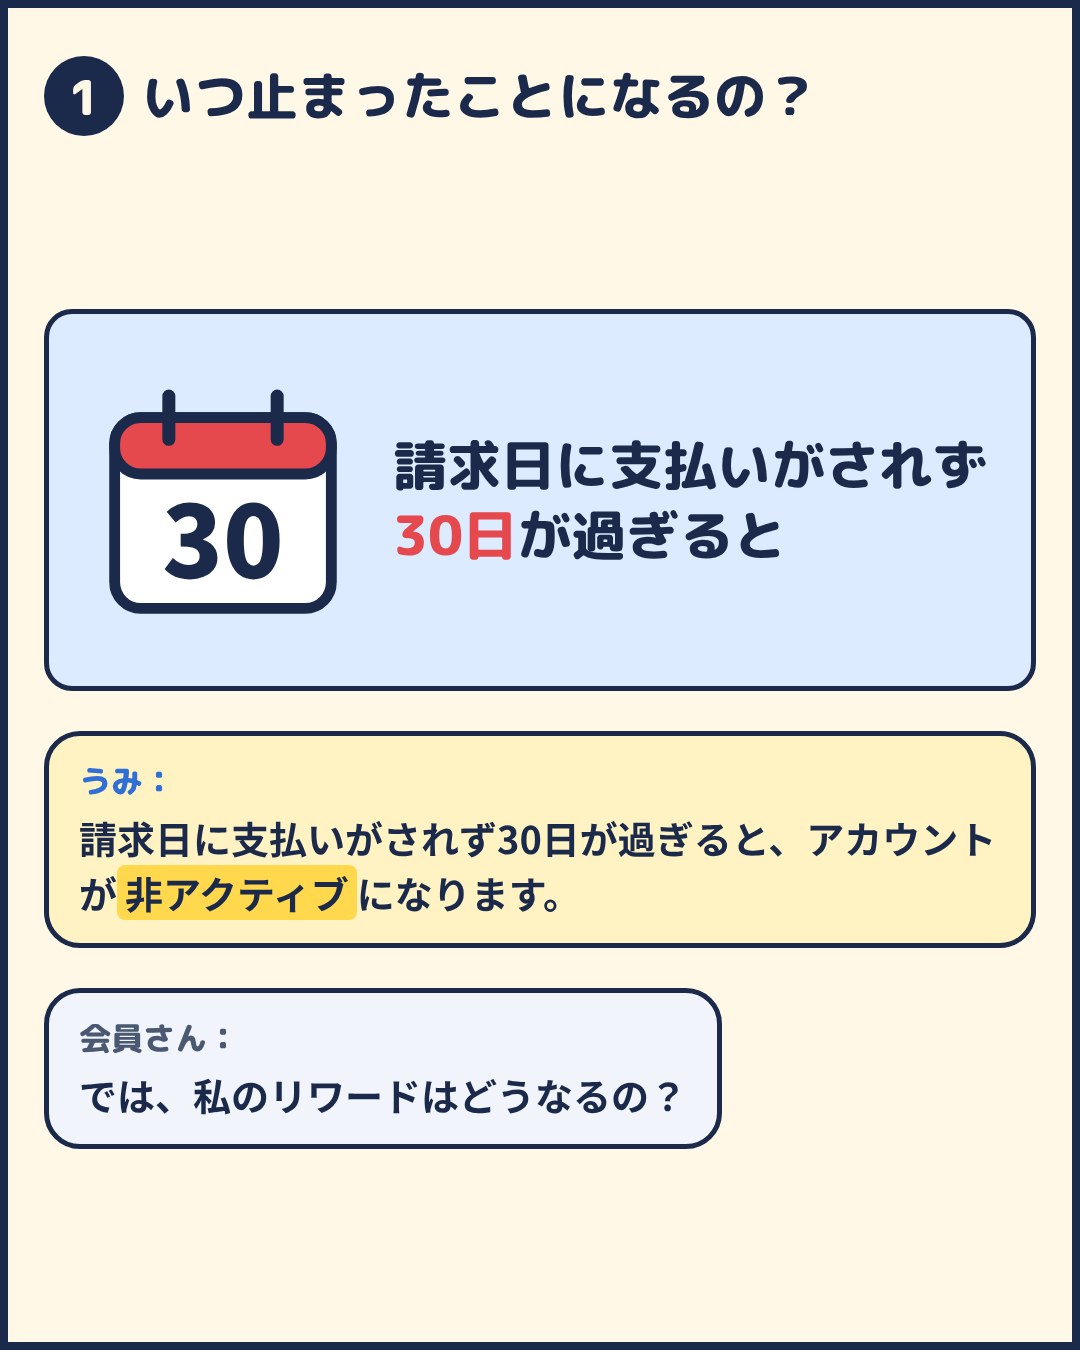 1 いつ止まったことになるの？
30
請求日に支払いがされず
30日が過ぎると
うみ：
請求日に支払いがされず30日が過ぎると、アカウント
が非アクティブになります。
会員さん：
では、私のリワードはどうなるの？